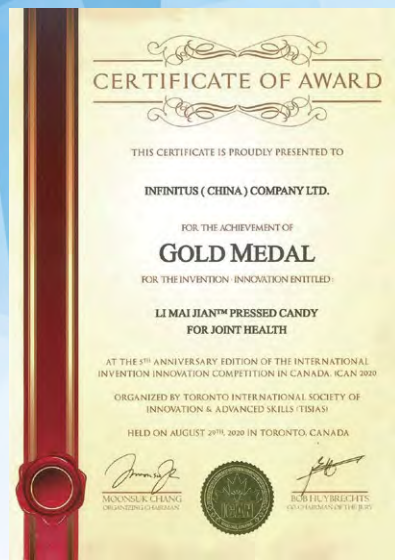 CERTIFICATE OF AWARD
THIS CERTIFICATE IS PROUDLY PRESENTED TO
INFINITUS ( CHINA ) COMPANY LTD.
FOR THE ACHIEVEMENT OF
GOLD MEDAL
FOR THE INVENTION - INNOVATION ENTITLED :
LI MAI JIAN™ PRESSED CANDY
FOR JOINT HEALTH
AT THE 5TH ANNIVERSARY EDITION OF THE INTERNATIONAL
INVENTION INNOVATION COMPETITION IN CANADA, ICAN 2020
ORGANIZED BY TORONTO INTERNATIONAL SOCIETY OF
INNOVATION & ADVANCED SKILLS (TISIAS)
HELD ON AUGUST 29TH, 2020 IN TORONTO, CANADA
MOONSUK CHANG
ORGANIZING CHAIRMAN
iCAN
BOB HUYBRECHTS
CO-CHAIRMAN OF THE JURY